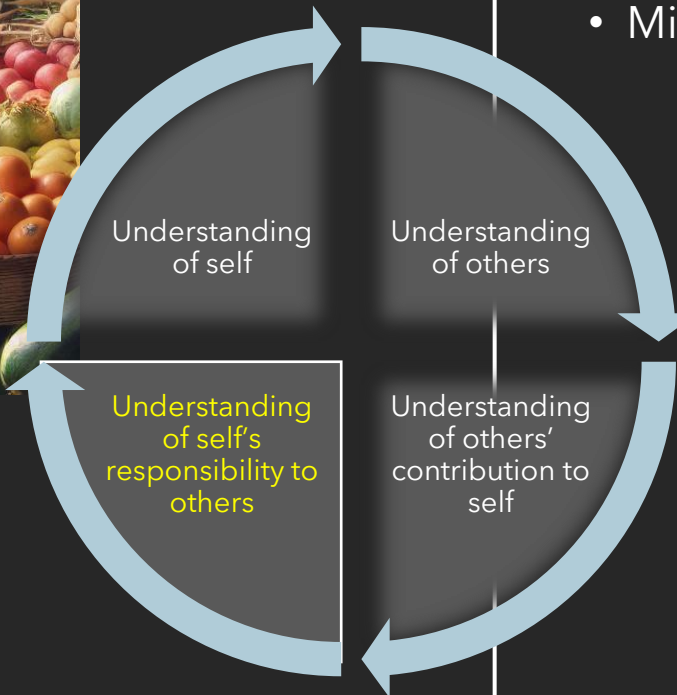 • Mi
Understanding
of self
Understanding
of others
Understanding
of self's
responsibility to
others
Understanding
of others'
contribution to
self